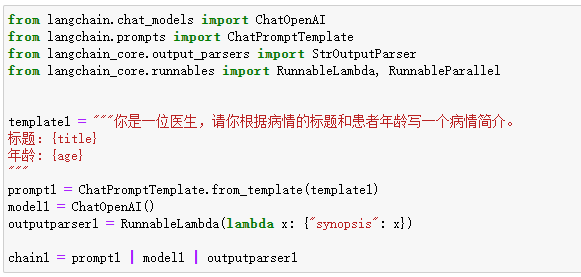 from langchain.chat_models import ChatOpenAI
from langchain.prompts import ChatPromptTemplate
from langchain_core.output_parsers import StrOutputParser
from langchain_core.runnables import RunnableLambda, RunnableParallel
template1 = """你是一位医生，请你根据病情的标题和患者年龄写一个病情简介。
标题: {title}
年龄: {age}
"""
prompt1 = ChatPromptTemplate.from_template(template1)
model1 = ChatOpenAI()
outputparser1 = RunnableLambda(lambda x: {"synopsis": x})
chain1 = prompt1 | model1 | outputparser1